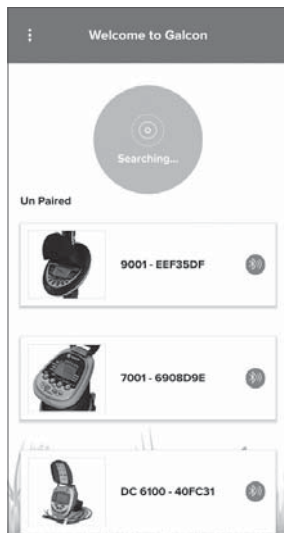 Welcome to Galcon
Searching...
Un Paired
9001 - EEF35DF
7001 - 6908D9E
DC 6100 - 40FC31